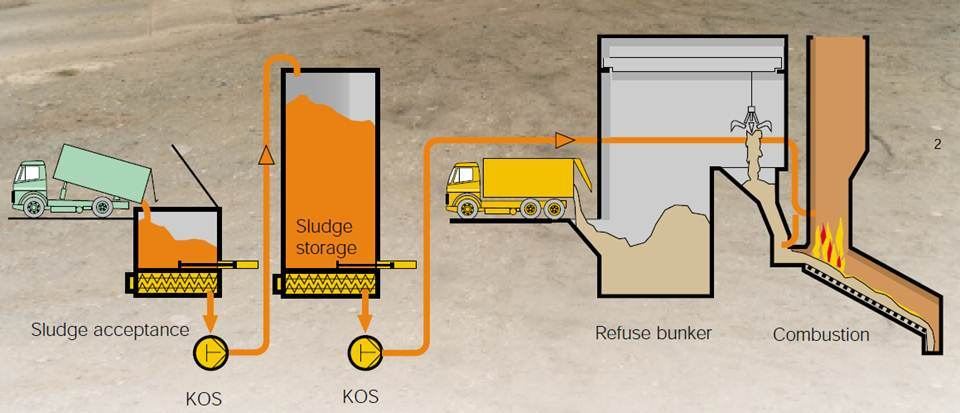 Sludge
storage
Sludge acceptance
KOS
KOS
Refuse bunker
Combustion
2